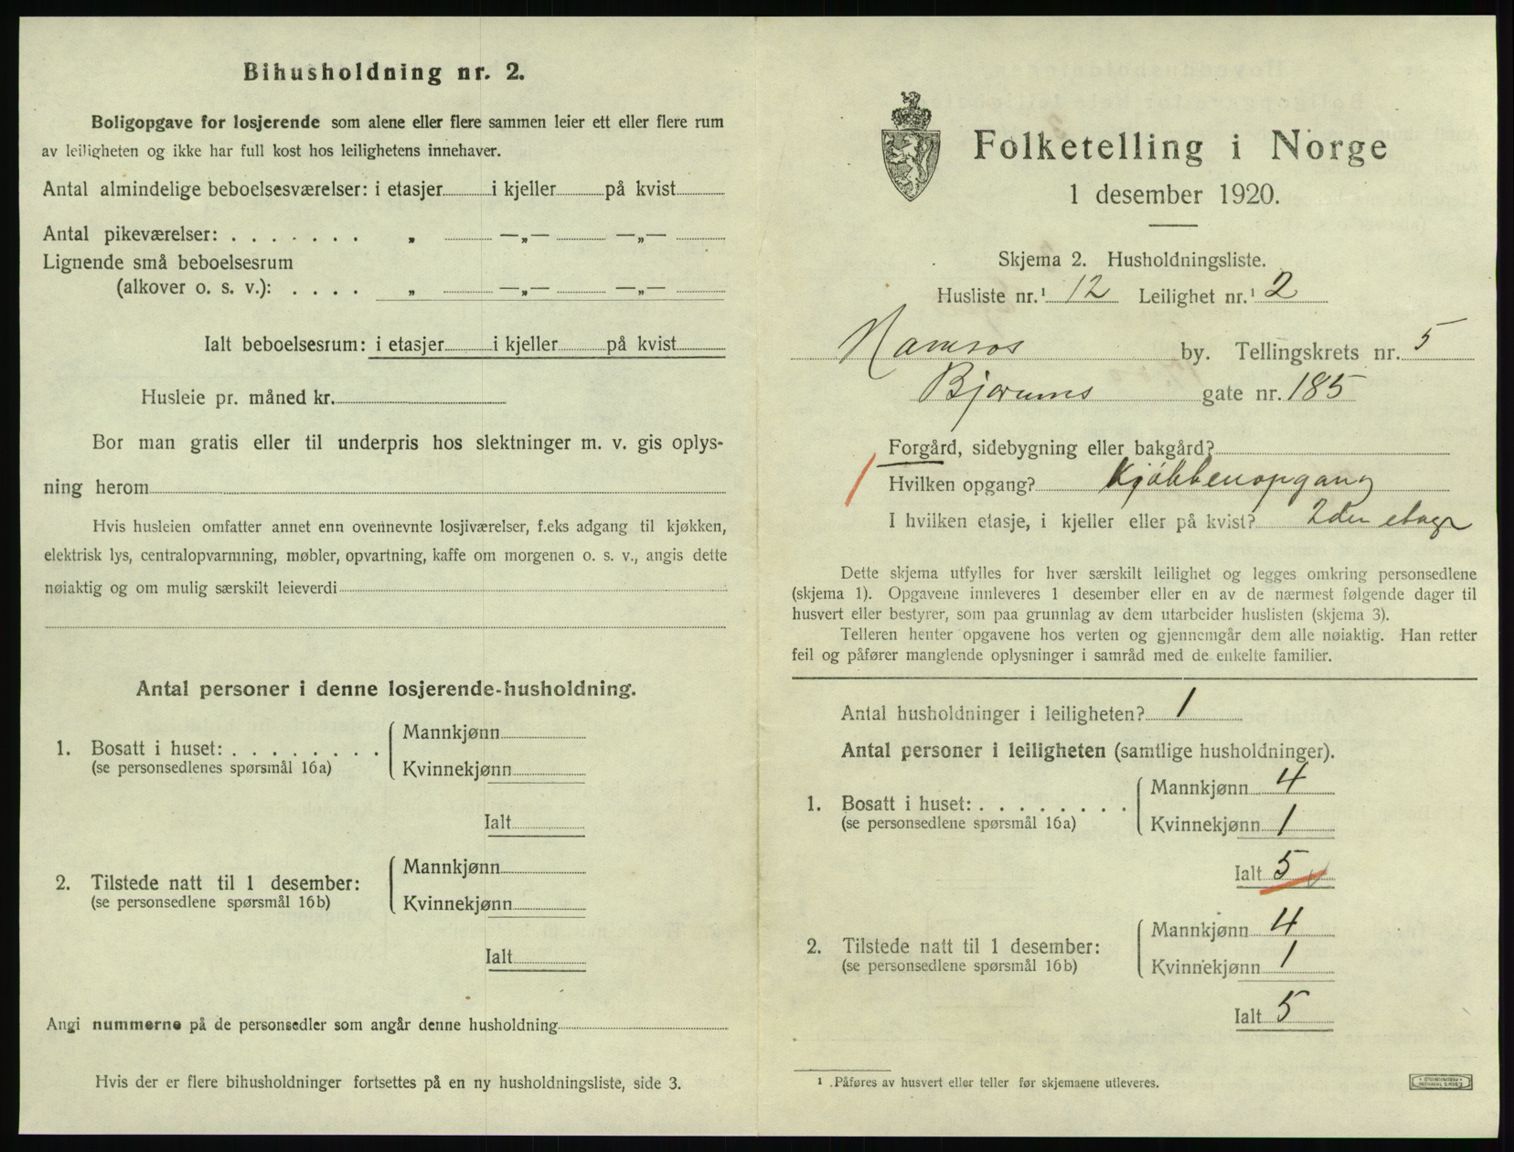 Bihusholdning nr. 2.
Boligopgave for losjerende som alene eller flere sammen leier ett eller flere rum
av leiligheten og ikke har full kost hos leilighetens innehaver.
Antal almindelige beboelsesværelser: i etasjer i kjeller på kvist
Antal pikeværelser: . . . . . . . „ —„— —„—
Lignende små beboelsesrum
(alkover o. s. v.): . . . . „ —„— —„—
Ialt beboelsesrum: i etasjer i kjeller på kvist
Husleie pr. måned kr.
Bor man gratis eller til underpris hos slektninger m. v. gis oplys-
ning herom
Hvis husleien omfatter annet enn ovennevnte losjiværelser, f.eks adgang til kjøkken,
elektrisk lys, centralopvarmning, møbler, opvartning, kaffe om morgenen o. s. v., angis dette
nøiaktig og om mulig særskilt leieverdi
Antal personer i denne losjerende-husholdning.
1. Bosatt i huset: . . . . . . . .
(se personsedlenes spørsmål 16a)
Mannkjønn
Kvinnekjønn
Ialt
2. Tilstede natt til 1 desember:
(se personsedlene spørsmål 16b)
Mannkjønn
Kvinnekjønn
Ialt
Angi nummerne på de personsedler som angår denne husholdning
Hvis der er flere bihusholdninger fortsettes på en ny husholdningsliste, side 3.
Folketelling i Norge
1 desember 1920.
Skjema 2. Husholdningsliste.
Husliste nr.¹ 12 Leilighet nr.¹ 2
Namsos by. Tellingskrets nr. 5
Bjørums gate nr. 185
Forgård, sidebygning eller bakgård?
Hvilken opgang? Kjøkkenopgang
I hvilken etasje, i kjeller eller på kvist? 2den etage
Dette skjema utfylles for hver særskilt leilighet og legges omkring personsedlene
(skjema 1). Opgavene innleveres 1 desember eller en av de nærmest følgende dager til
husvert eller bestyrer, som paa grunnlag av dem utarbeider huslisten (skjema 3).
Telleren henter opgavene hos verten og gjennemgår dem alle nøiaktig. Han retter
feil og påfører manglende oplysninger i samråd med de enkelte familier.
Antal husholdninger i leiligheten? 1
Antal personer i leiligheten (samtlige husholdninger).
1. Bosatt i huset: . . . . . . . .
(se personsedlene spørsmål 16a)
Mannkjønn 4
Kvinnekjønn 1
Ialt 5
2. Tilstede natt til 1 desember:
(se personsedlene spørsmål 16b)
Mannkjønn 4
Kvinnekjønn 1
Ialt 5
¹ Påføres av husvert eller teller før skjemaene utleveres.